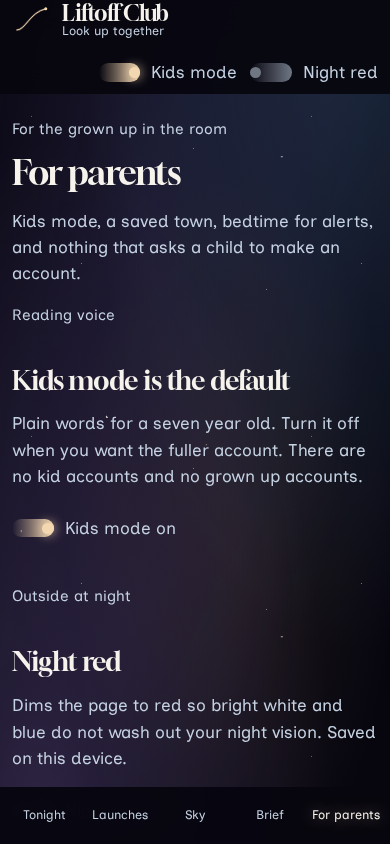 Liftoff Club
Look up together
Kids mode
Night red
For the grown up in the room
For parents
Kids mode, a saved town, bedtime for alerts,
and nothing that asks a child to make an
account.
Reading voice
Kids mode is the default
Plain words for a seven year old. Turn it off
when you want the fuller account. There are
no kid accounts and no grown up accounts.
Kids mode on
Outside at night
Night red
Dims the page to red so bright white and
blue do not wash out your night vision. Saved
on this device.
Tonight
Launches
Sky
Brief
For parents